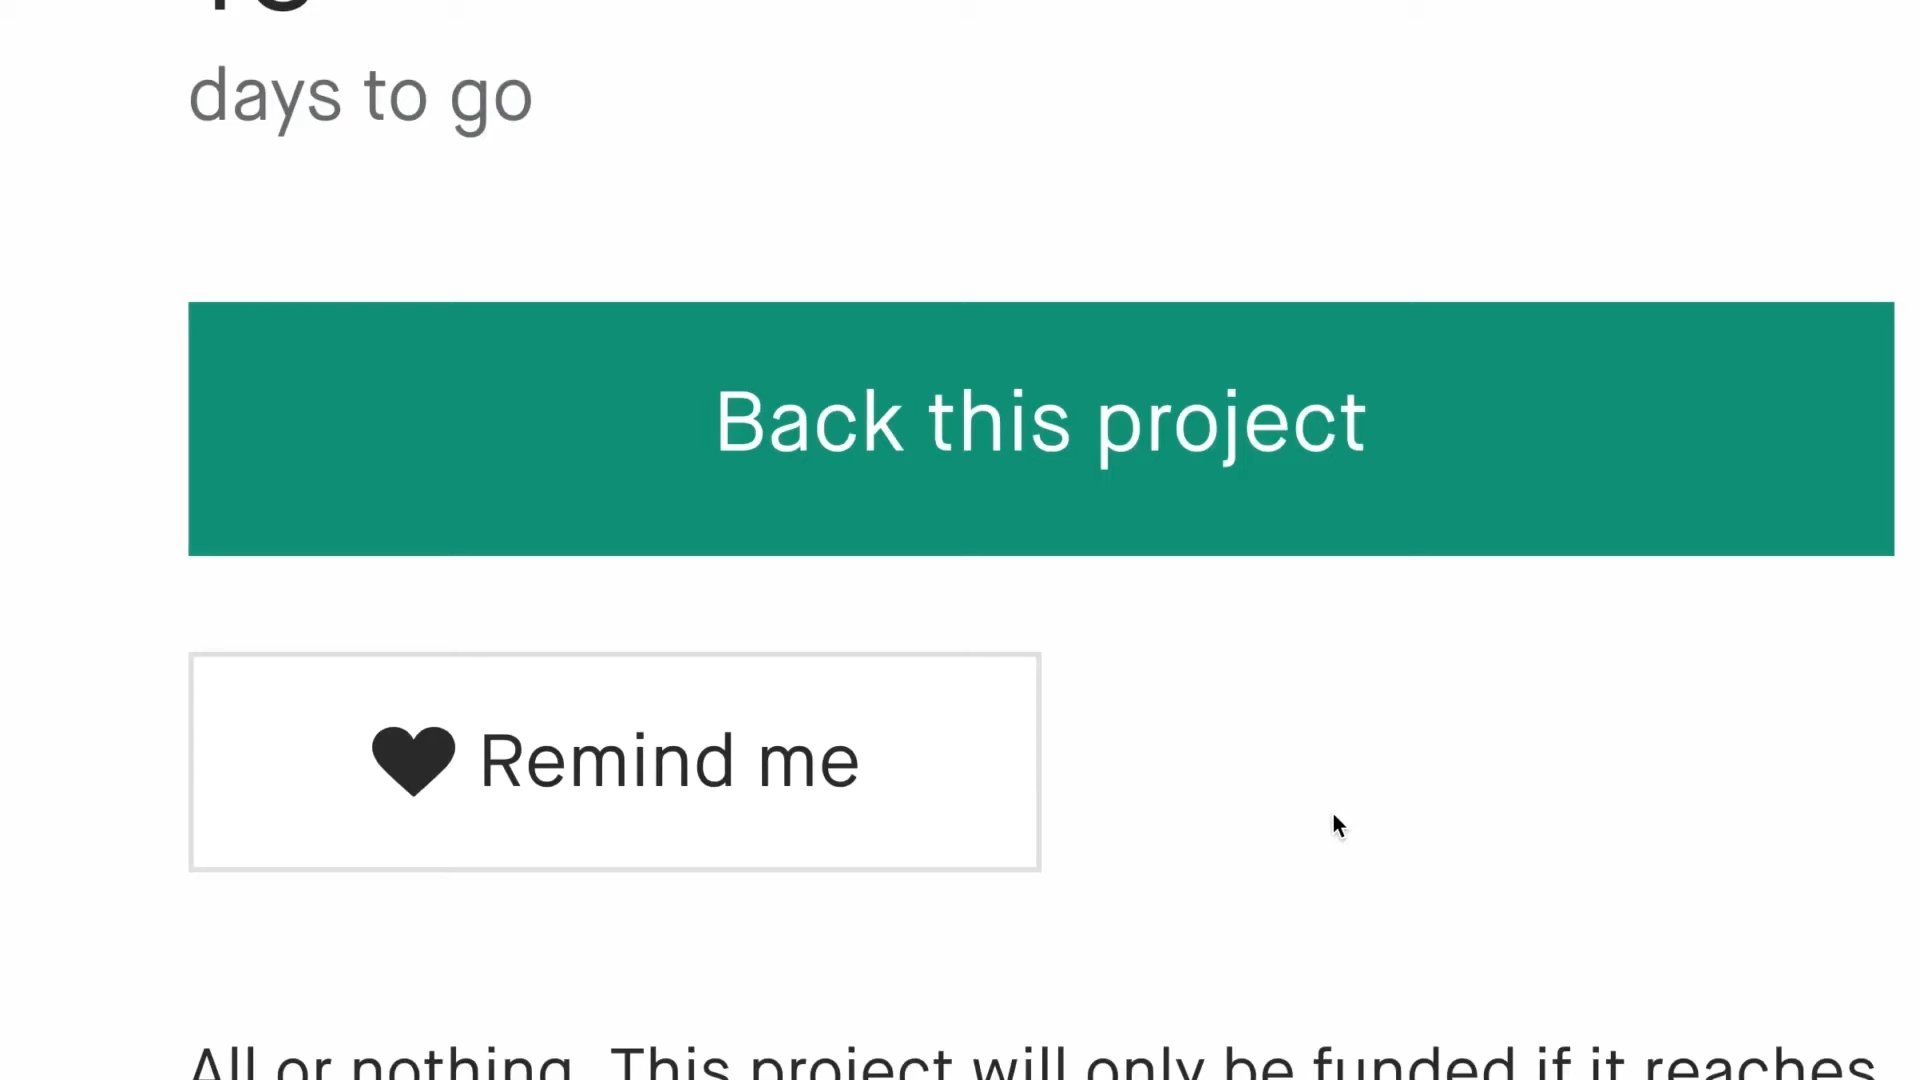 days to go
Back this project
Remind me
All or nothing. This project will only be funded if it reaches